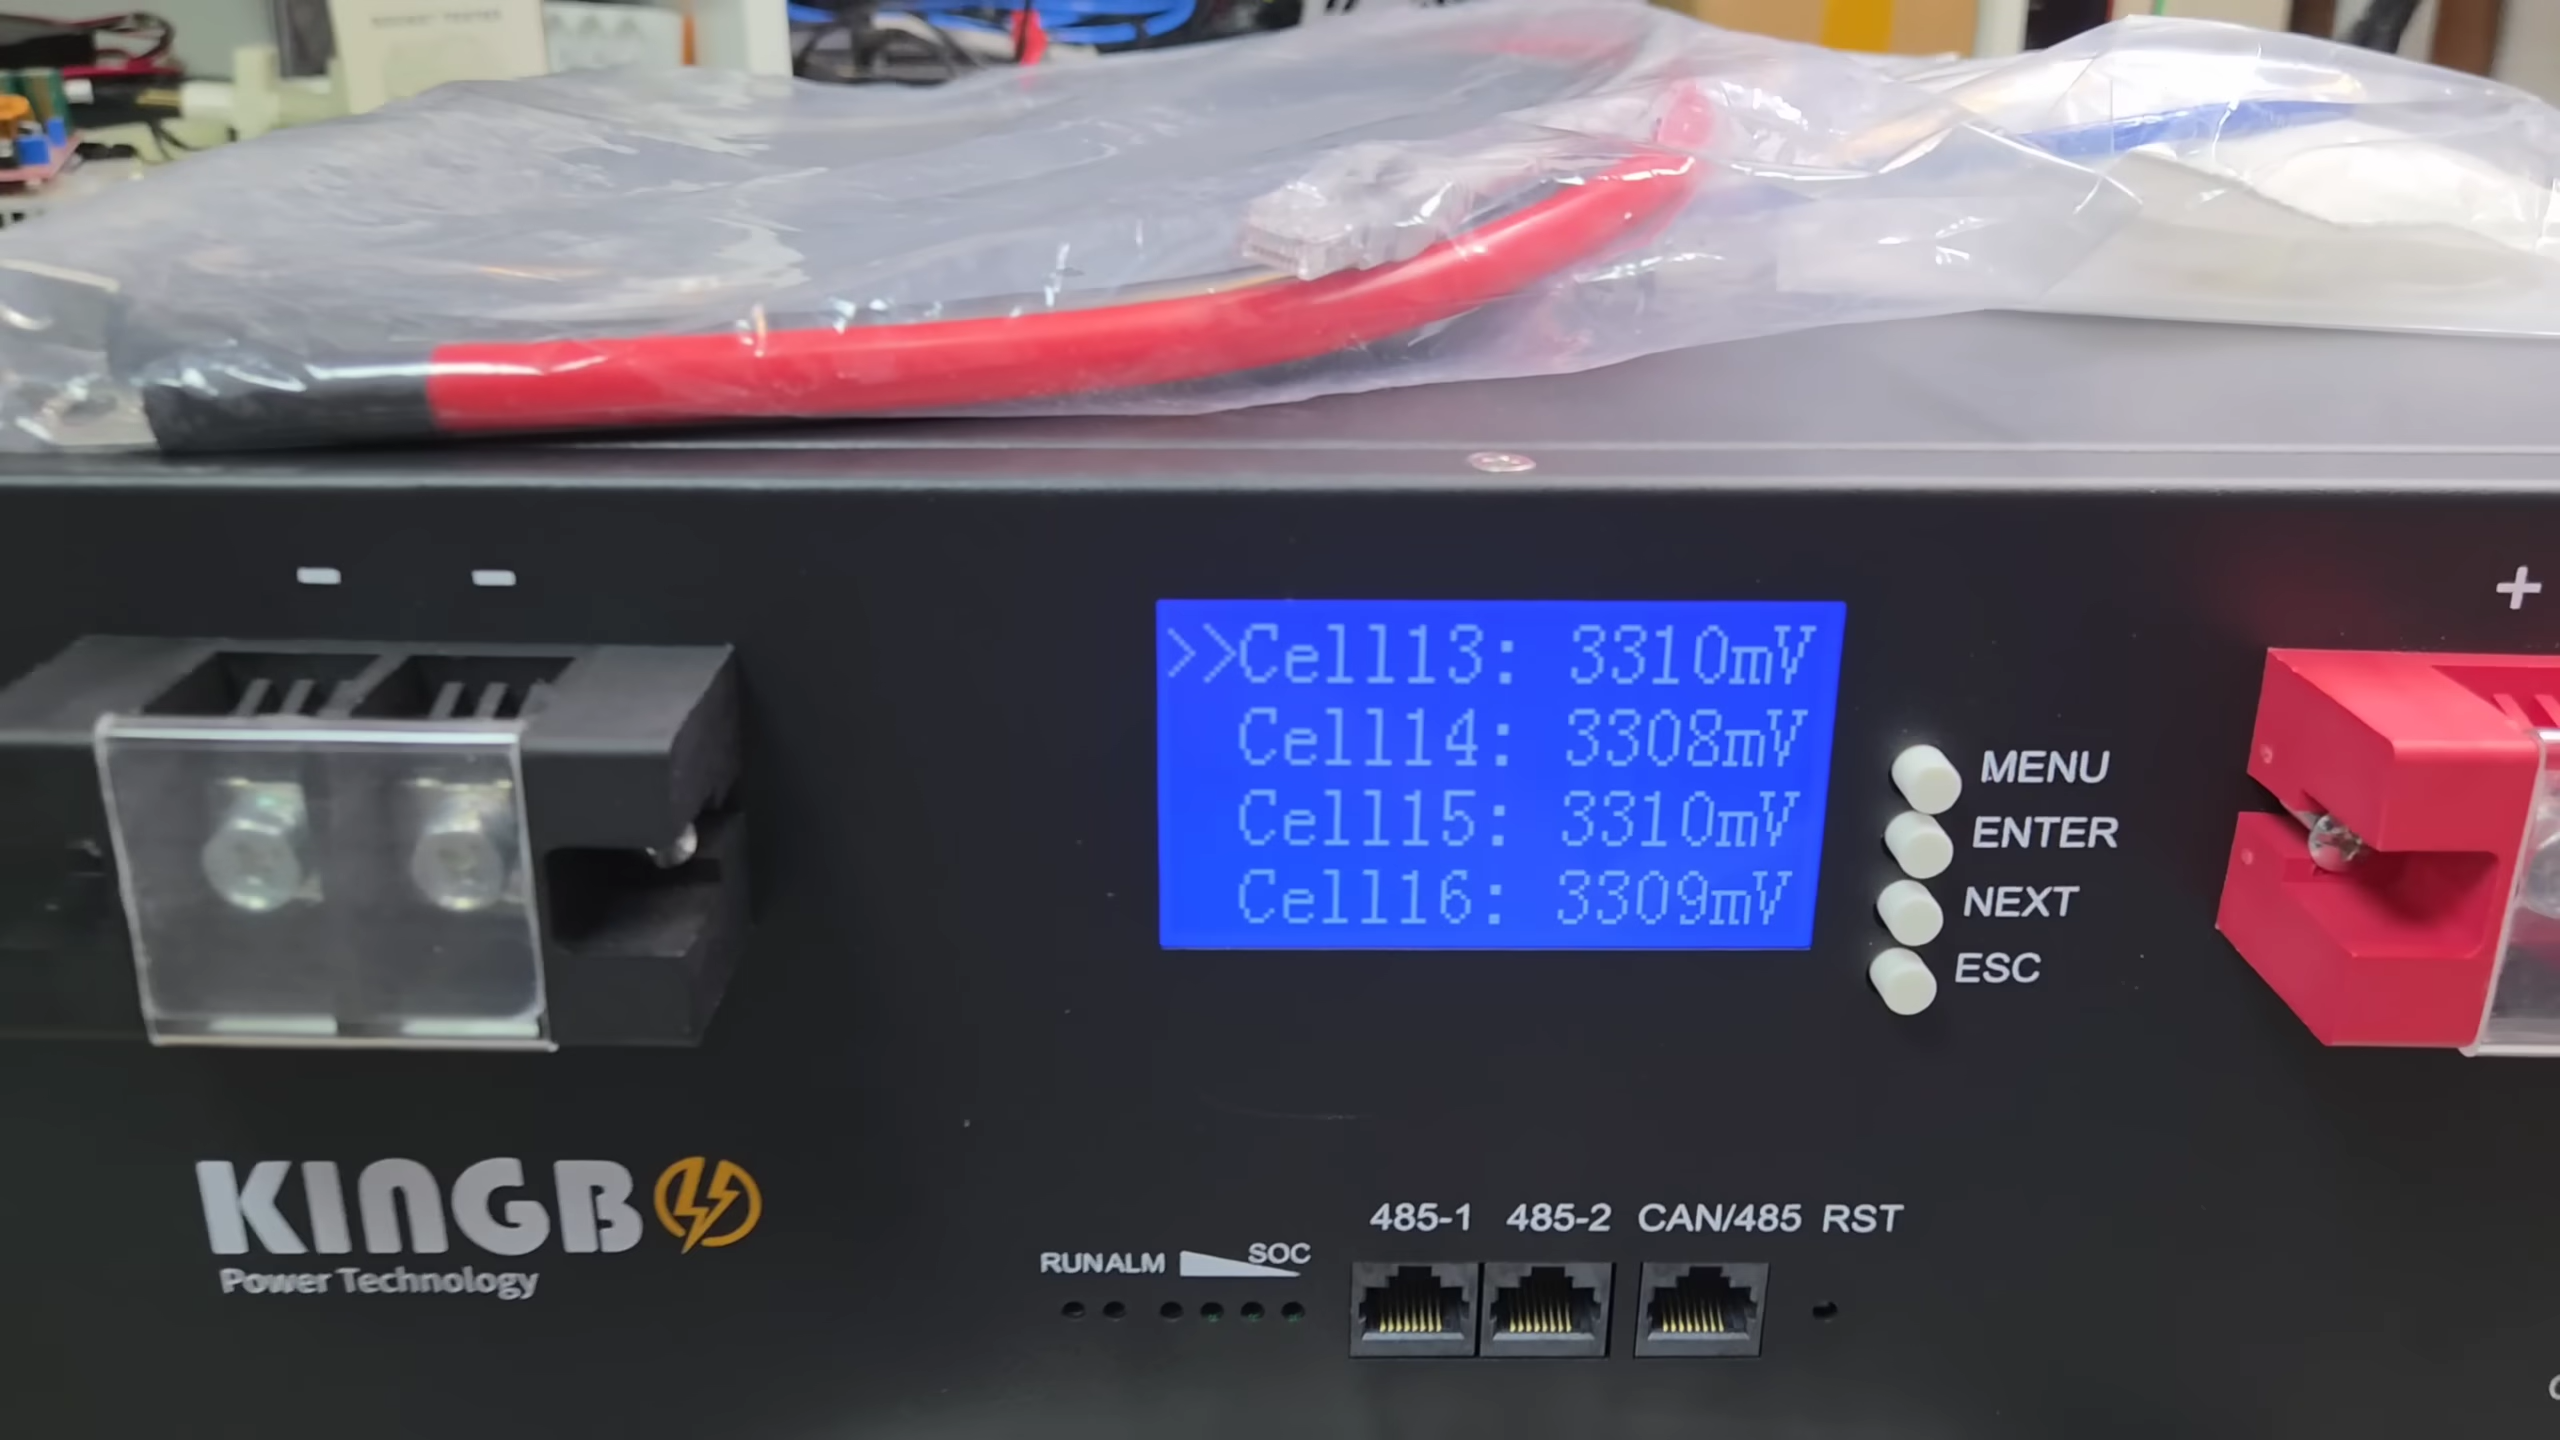 - -
+
>>Cell13: 3310mV
Cell14: 3308mV
Cell15: 3310mV
Cell16: 3309mV
MENU
ENTER
NEXT
ESC
KINGBO
Power Technology
RUN ALM SOC
485-1 485-2 CAN/485 RST